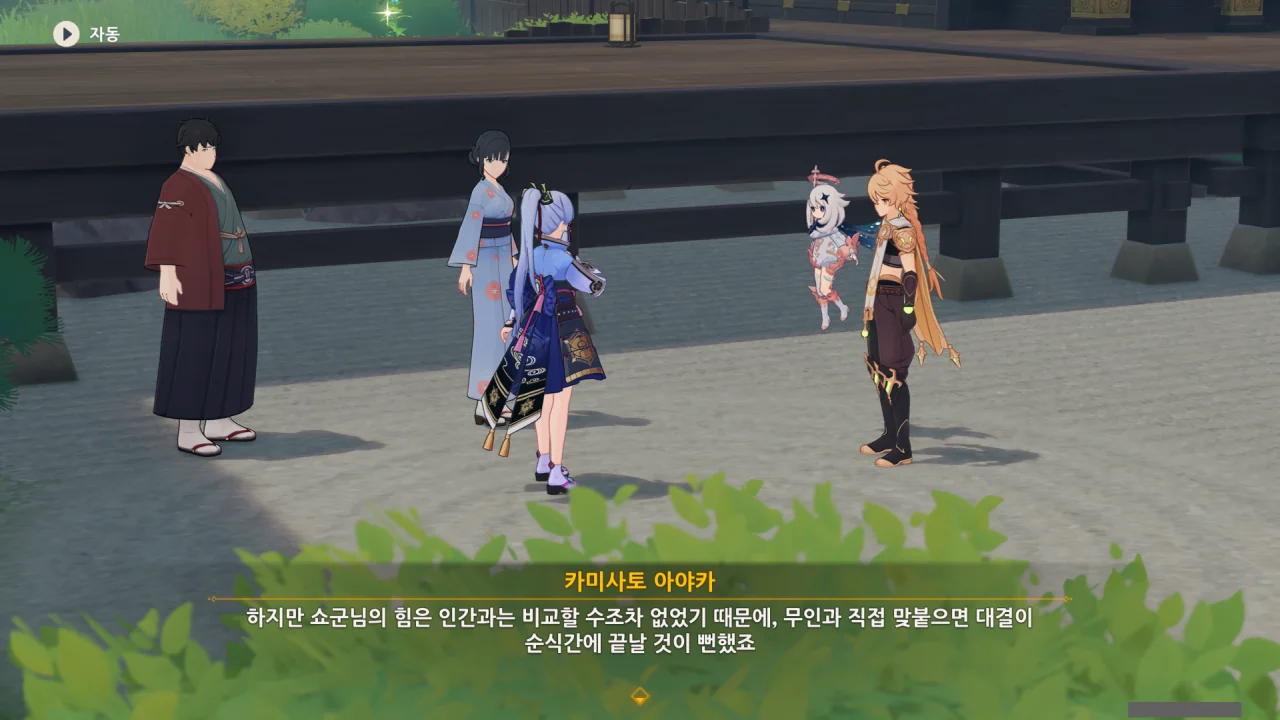 자동
카미사토 아야카
하지만 쇼군님의 힘은 인간과는 비교할 수조차 없었기 때문에, 무인과 직접 맞붙으면 대결이
순식간에 끝날 것이 뻔했죠